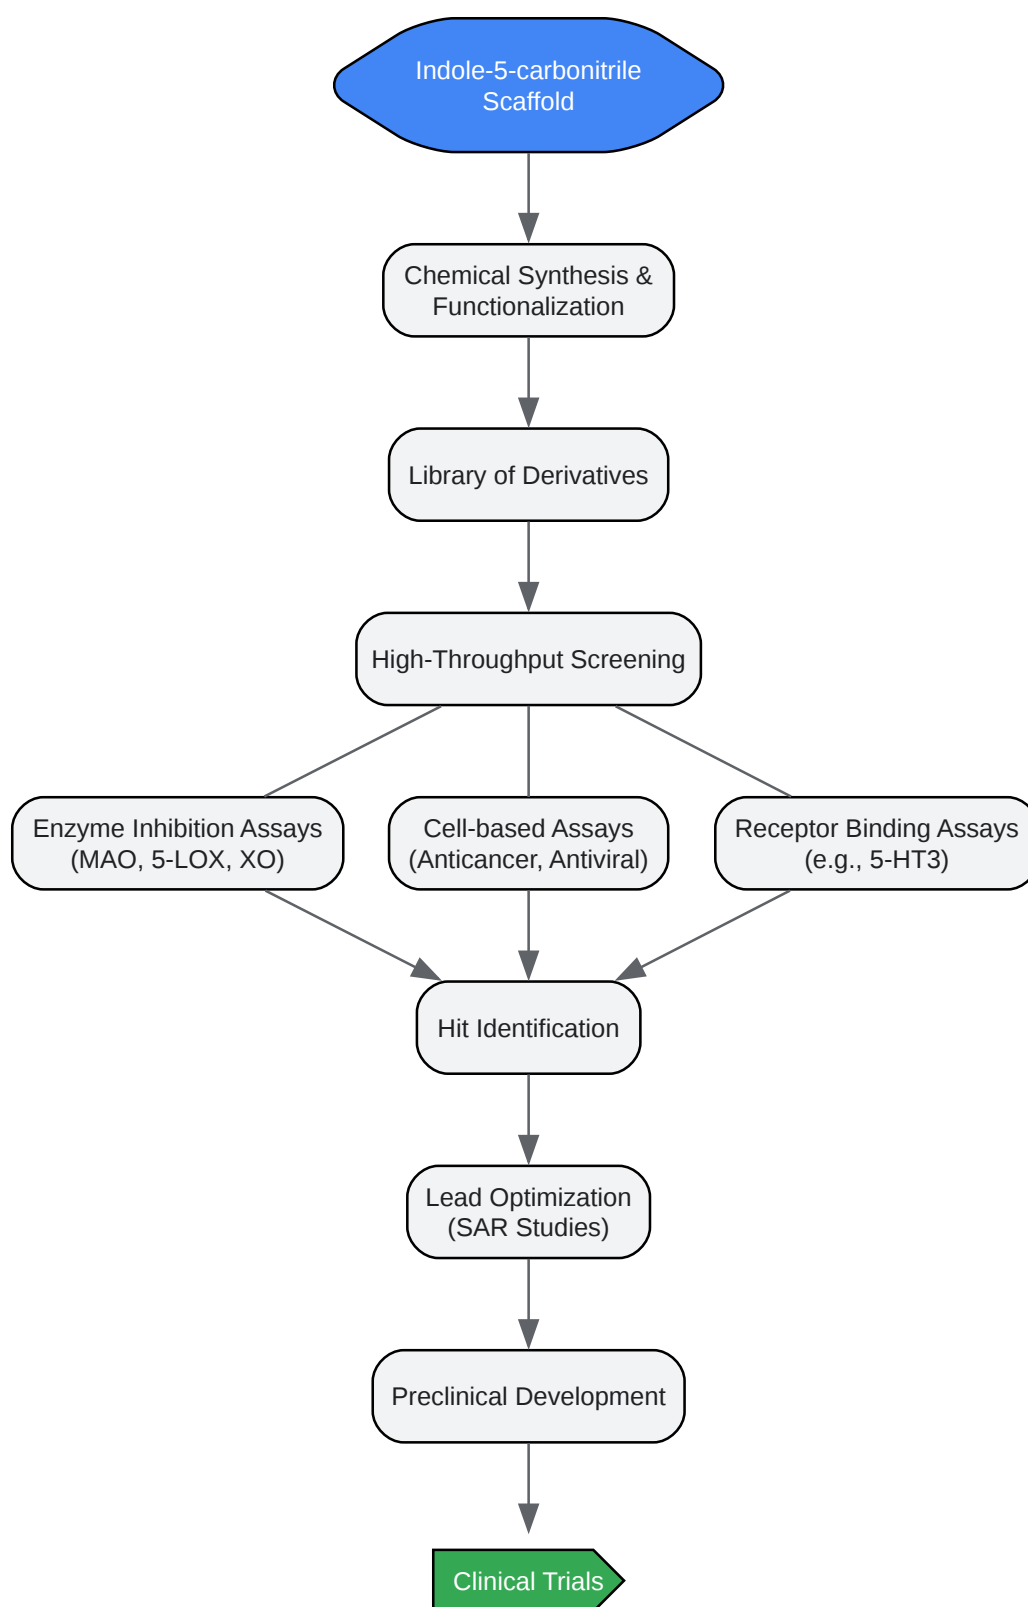 Indole-5-carbonitrile
Scaffold
Chemical Synthesis &
Functionalization
Library of Derivatives
High-Throughput Screening
Enzyme Inhibition Assays
(MAO, 5-LOX, XO)
Cell-based Assays
(Anticancer, Antiviral)
Receptor Binding Assays
(e.g., 5-HT3)
Hit Identification
Lead Optimization
(SAR Studies)
Preclinical Development
Clinical Trials